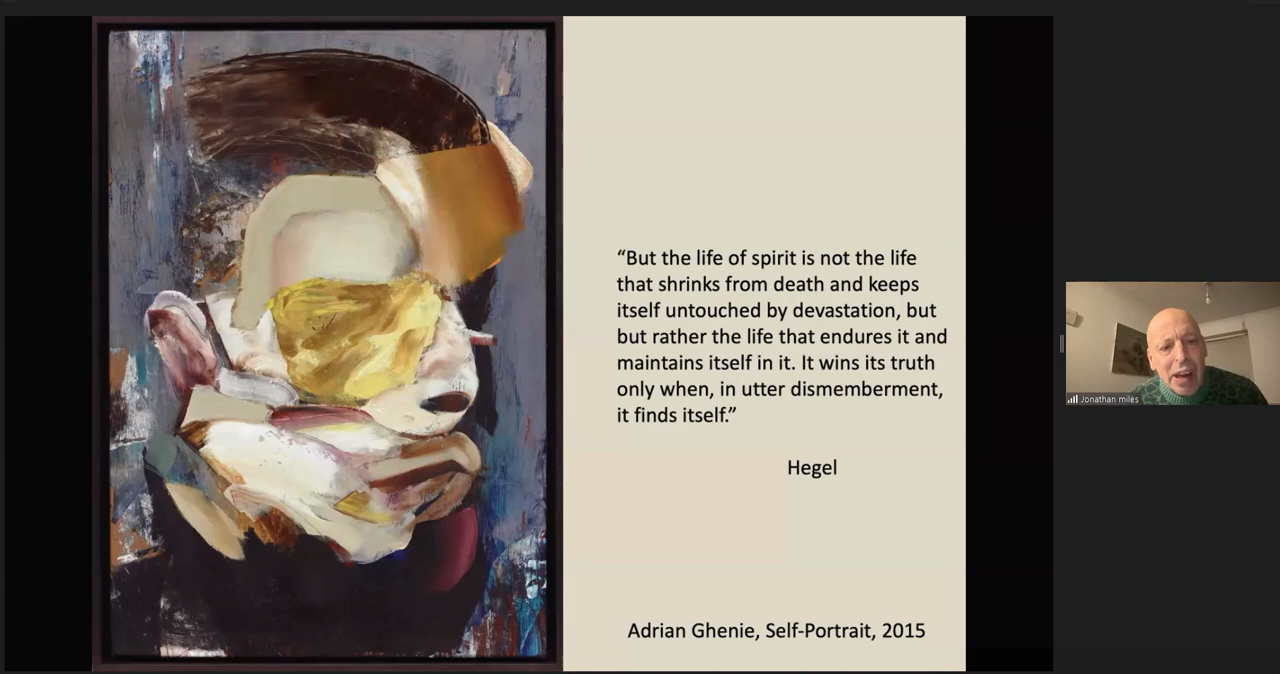 “But the life of spirit is not the life
that shrinks from death and keeps
itself untouched by devastation, but
but rather the life that endures it and
maintains itself in it. It wins its truth
only when, in utter dismemberment,
it finds itself.”
Hegel
Adrian Ghenie, Self-Portrait, 2015
Jonathan miles